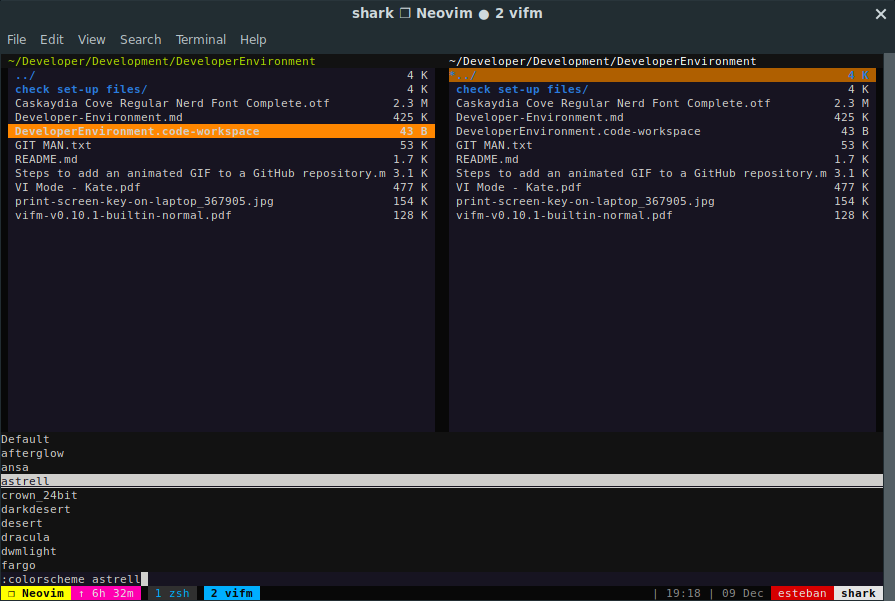 shark ❐ Neovim ● 2 vifm
File Edit View Search Terminal Help
~/Developer/Development/DeveloperEnvironment
../ 4 K
check set-up files/ 4 K
Caskaydia Cove Regular Nerd Font Complete.otf 2.3 M
Developer-Environment.md 425 K
DeveloperEnvironment.code-workspace 43 B
GIT MAN.txt 53 K
README.md 1.7 K
Steps to add an animated GIF to a GitHub repository.m 3.1 K
VI Mode - Kate.pdf 477 K
print-screen-key-on-laptop_367905.jpg 154 K
vifm-v0.10.1-builtin-normal.pdf 128 K
~/Developer/Development/DeveloperEnvironment
../ 4 K
check set-up files/ 4 K
Caskaydia Cove Regular Nerd Font Complete.otf 2.3 M
Developer-Environment.md 425 K
DeveloperEnvironment.code-workspace 43 B
GIT MAN.txt 53 K
README.md 1.7 K
Steps to add an animated GIF to a GitHub repository.m 3.1 K
VI Mode - Kate.pdf 477 K
print-screen-key-on-laptop_367905.jpg 154 K
vifm-v0.10.1-builtin-normal.pdf 128 K
Default
afterglow
ansa
astrell
crown_24bit
darkdesert
desert
dracula
dwmlight
fargo
:colorscheme astrell
❐ Neovim ↑ 6h 32m 1 zsh 2 vifm | 19:18 | 09 Dec esteban shark